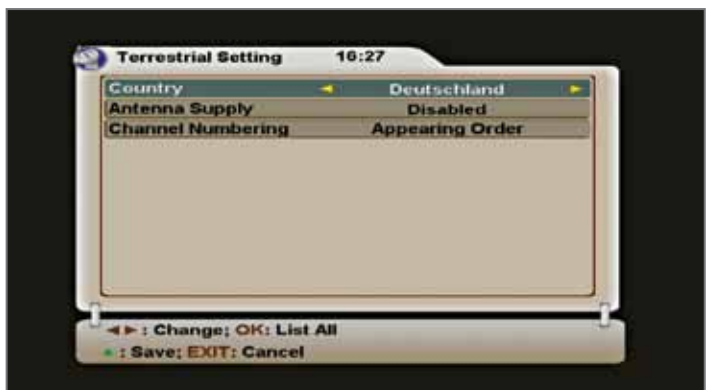 Terrestrial Setting 16:27
Country Deutschland
Antenna Supply Disabled
Channel Numbering Appearing Order
◄►: Change; OK: List All
● : Save; EXIT: Cancel